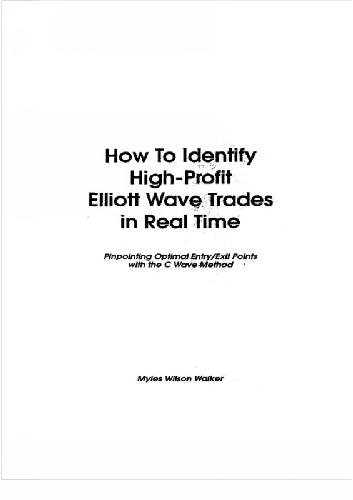 How To Identify
High-Profit
Elliott Wave Trades
in Real Time
Pinpointing Optimal Entry/Exit Points
with the C Wave Method
Myles Wilson Walker